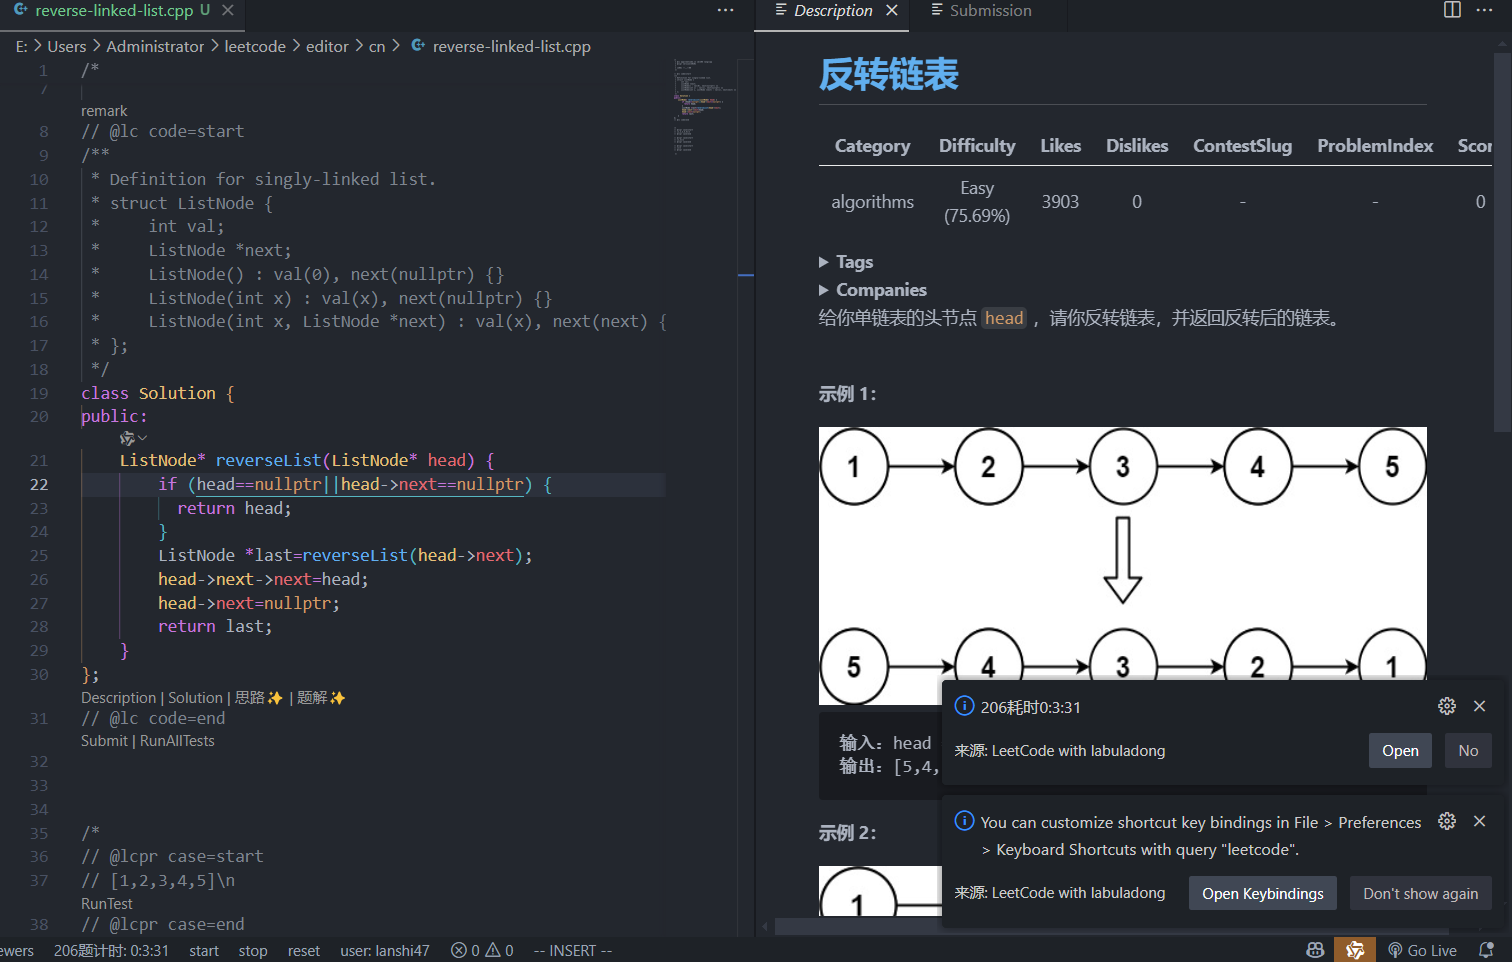 reverse-linked-list.cpp U
Description
Submission
E: > Users > Administrator > leetcode > editor > cn > reverse-linked-list.cpp
1 /*
7
remark
8 // @lc code=start
9 /**
10 * Definition for singly-linked list.
11 * struct ListNode {
12 *     int val;
13 *     ListNode *next;
14 *     ListNode() : val(0), next(nullptr) {}
15 *     ListNode(int x) : val(x), next(nullptr) {}
16 *     ListNode(int x, ListNode *next) : val(x), next(next) {
17 * };
18 */
19 class Solution {
20 public:
21     ListNode* reverseList(ListNode* head) {
22         if (head==nullptr||head->next==nullptr) {
23           return head;
24         }
25         ListNode *last=reverseList(head->next);
26         head->next->next=head;
27         head->next=nullptr;
28         return last;
29     }
30 };
Description | Solution | 思路✨ | 题解✨
31 // @lc code=end
Submit | RunAllTests
32
33
34
35 /*
36 // @lcpr case=start
37 // [1,2,3,4,5]\n
RunTest
38 // @lcpr case=end
反转链表
Category Difficulty Likes Dislikes ContestSlug ProblemIndex Scor
algorithms Easy (75.69%) 3903 0 - - 0
Tags
Companies
给你单链表的头节点 head ，请你反转链表，并返回反转后的链表。
示例 1：
1 2 3 4 5
5 4 3 2 1
输入：head
输出：[5,4,
示例 2：
1
206耗时0:3:31
来源: LeetCode with labuladong
Open
No
You can customize shortcut key bindings in File > Preferences
> Keyboard Shortcuts with query "leetcode".
来源: LeetCode with labuladong
Open Keybindings
Don't show again
ewers 206题计时: 0:3:31 start stop reset user: lanshi47 0 0 -- INSERT -- Go Live